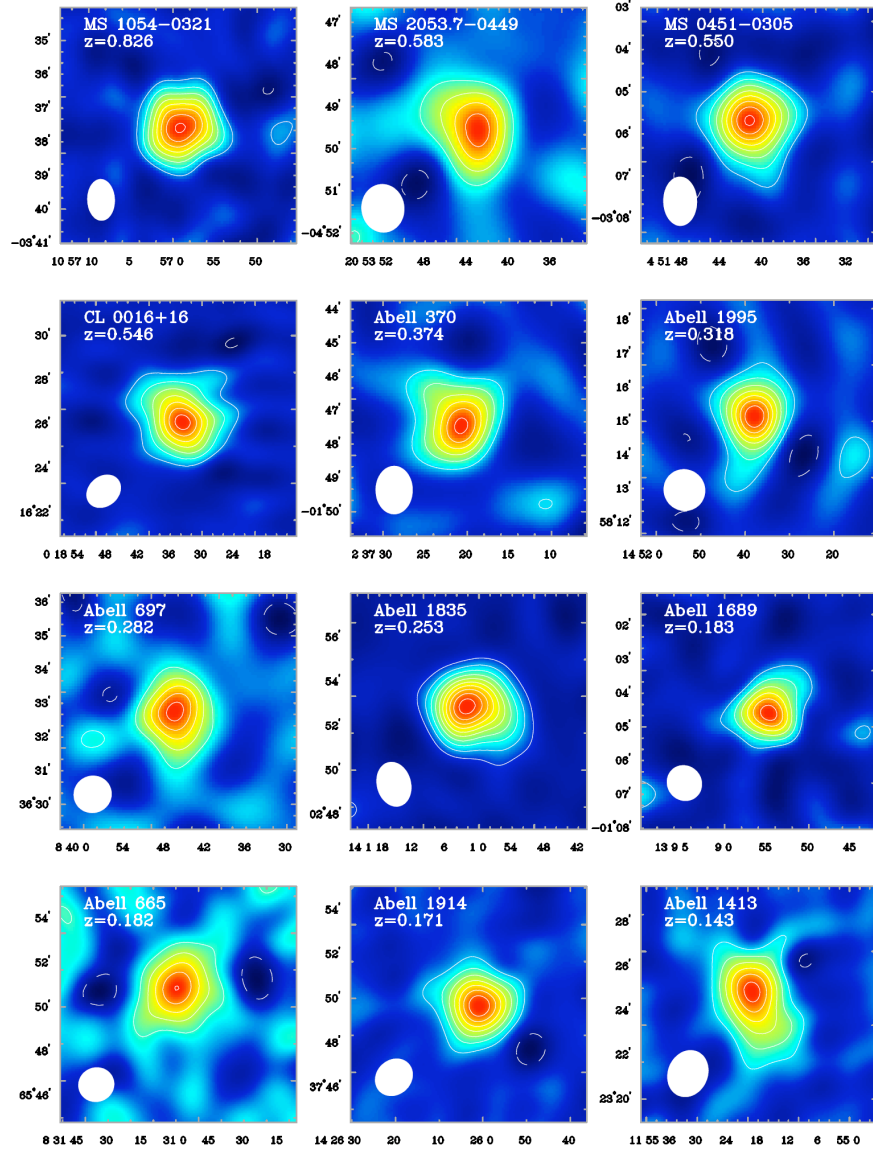 MS 1054−0321
z=0.826
35′
36′
37′
38′
39′
40′
−03°41′
10 57 10 5 57 0 55 50
MS 2053.7−0449
z=0.583
47′
48′
49′
50′
51′
−04°52′
20 53 52 48 44 40 36
MS 0451−0305
z=0.550
03′
04′
05′
06′
07′
−03°08′
4 51 48 44 40 36 32
CL 0016+16
z=0.546
30′
28′
26′
24′
16°22′
0 18 54 48 36 30 24 18
Abell 370
z=0.374
44′
45′
46′
47′
48′
49′
−01°50′
2 37 30 25 20 15 10
Abell 1995
z=0.318
18′
17′
16′
15′
14′
13′
58°12′
14 52 0 50 40 30 20
Abell 697
z=0.282
36′
35′
34′
33′
32′
31′
36°30′
8 40 0 54 48 42 36 30
Abell 1835
z=0.253
56′
54′
52′
50′
02°48′
14 1 18 12 6 1 0 54 48 42
Abell 1689
z=0.183
02′
03′
04′
05′
06′
07′
−01°08′
13 9 5 9 0 55 50 45
Abell 665
z=0.182
54′
52′
50′
48′
65°46′
8 31 45 30 15 31 0 45 30 15
Abell 1914
z=0.171
54′
52′
50′
48′
37°46′
14 26 30 20 10 26 0 50 40
Abell 1413
z=0.143
28′
26′
24′
22′
23°20′
11 55 36 30 24 18 12 6 55 0